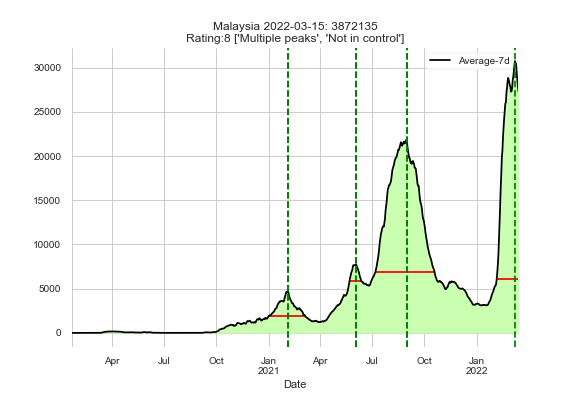 Malaysia 2022-03-15: 3872135
Rating:8 ['Multiple peaks', 'Not in control']
Average-7d
30000
25000
20000
15000
10000
5000
0
Apr Jul Oct Jan Apr Jul Oct Jan
2021 2022
Date